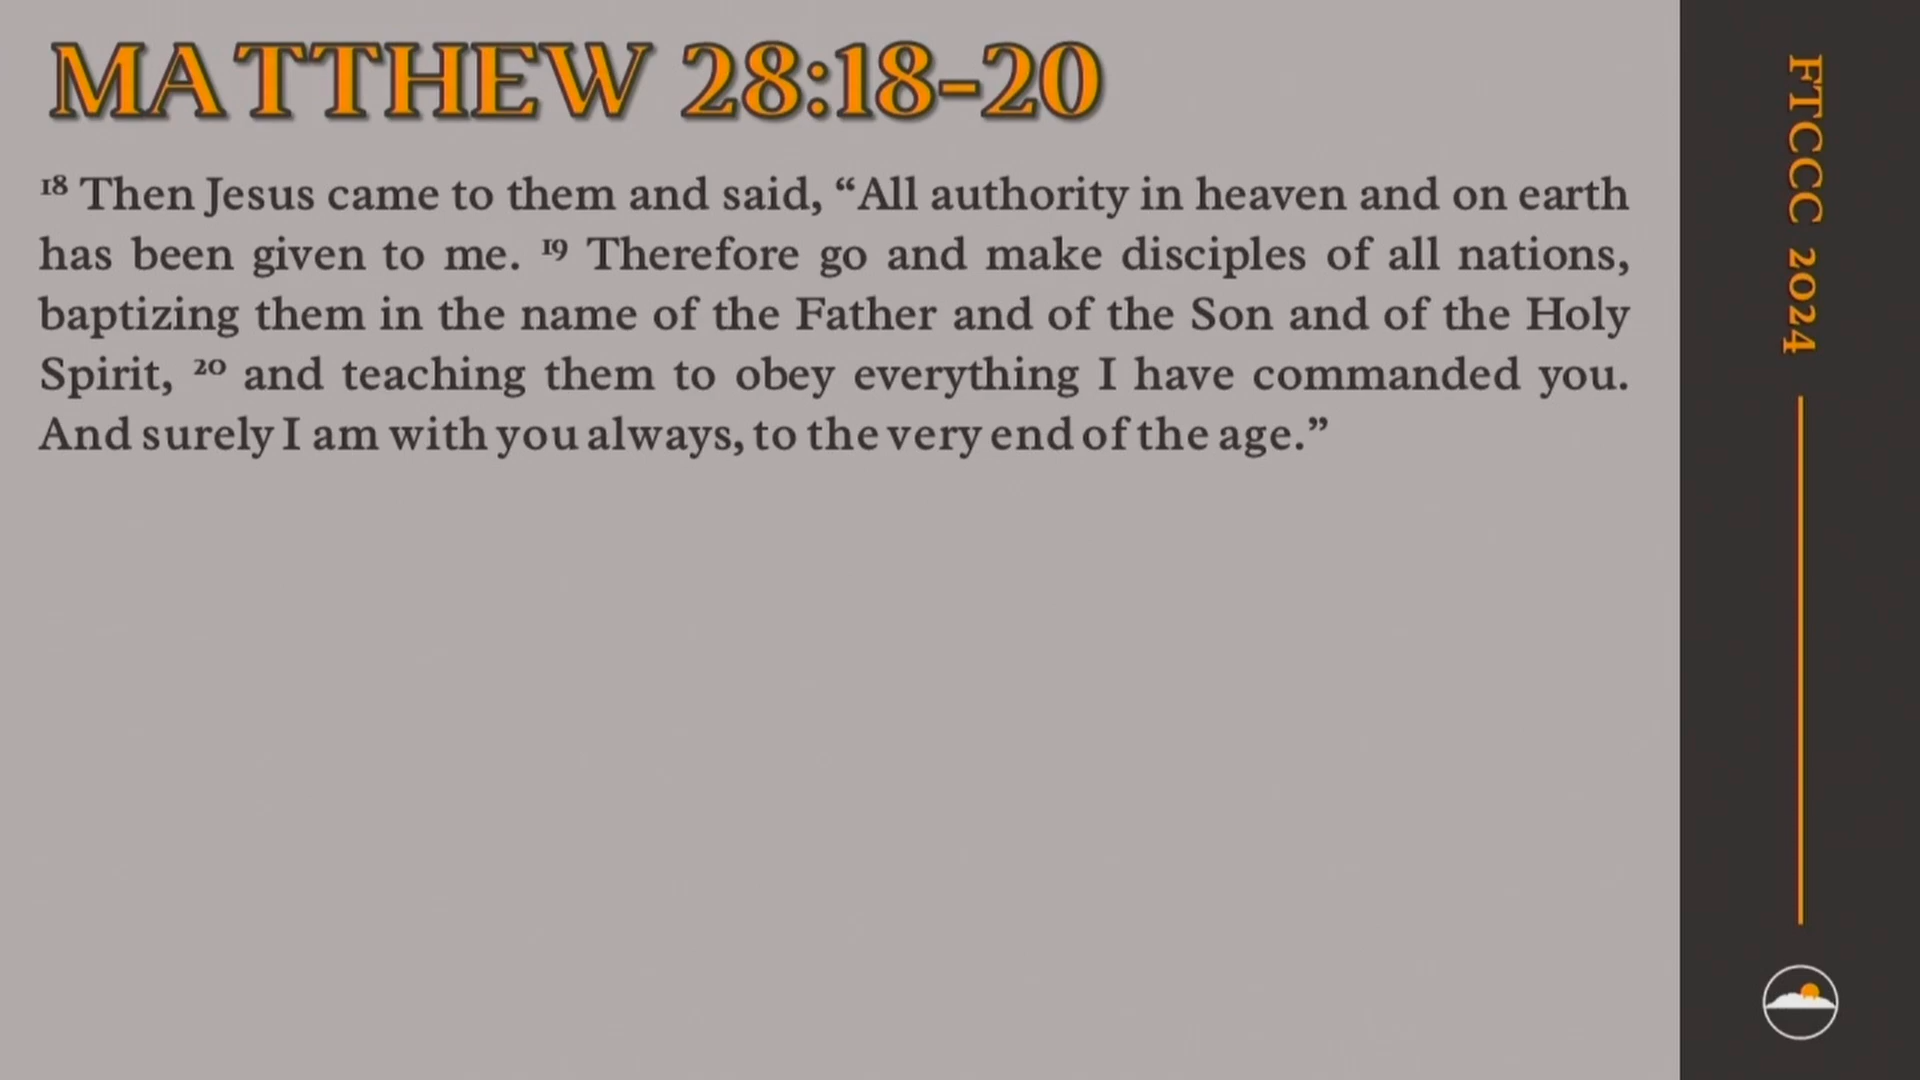 MATTHEW 28:18-20
18 Then Jesus came to them and said, “All authority in heaven and on earth
has been given to me. 19 Therefore go and make disciples of all nations,
baptizing them in the name of the Father and of the Son and of the Holy
Spirit, 20 and teaching them to obey everything I have commanded you.
And surely I am with you always, to the very end of the age.”
FTCCC 2024